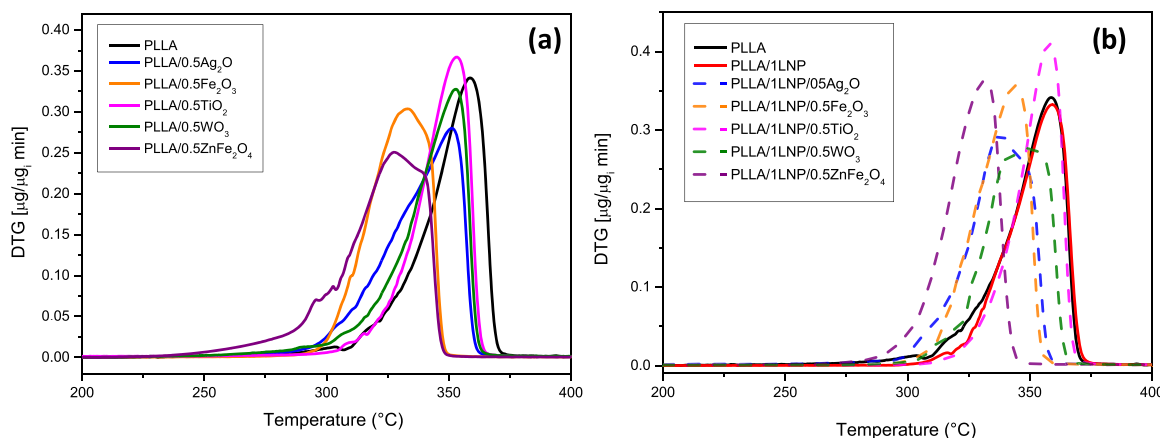 (a)
PLLA
PLLA/0.5Ag₂O
PLLA/0.5Fe₂O₃
PLLA/0.5TiO₂
PLLA/0.5WO₃
PLLA/0.5ZnFe₂O₄
DTG [µg/µgᵢ min]
0.40
0.35
0.30
0.25
0.20
0.15
0.10
0.05
0.00
200
250
300
350
400
Temperature (°C)
(b)
PLLA
PLLA/1LNP
PLLA/1LNP/05Ag₂O
PLLA/1LNP/0.5Fe₂O₃
PLLA/1LNP/0.5TiO₂
PLLA/1LNP/0.5WO₃
PLLA/1LNP/0.5ZnFe₂O₄
DTG [µg/µgᵢ min]
0.4
0.3
0.2
0.1
0.0
200
250
300
350
400
Temperature (°C)